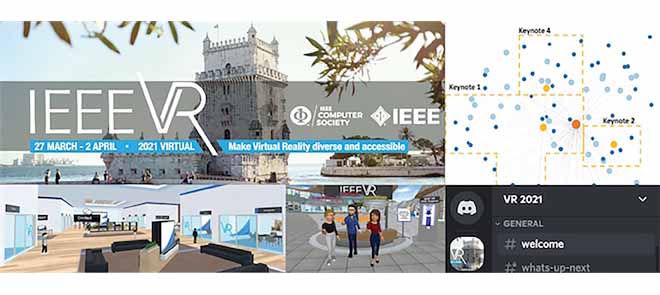 IEEE VR
IEEE
COMPUTER
SOCIETY
IEEE
27 MARCH - 2 APRIL • 2021 VIRTUAL
Make Virtual Reality diverse and accessible
Keynote 4
Keynote 1
Keynote 2
IEEE VR
VR 2021
GENERAL
# welcome
# whats-up-next